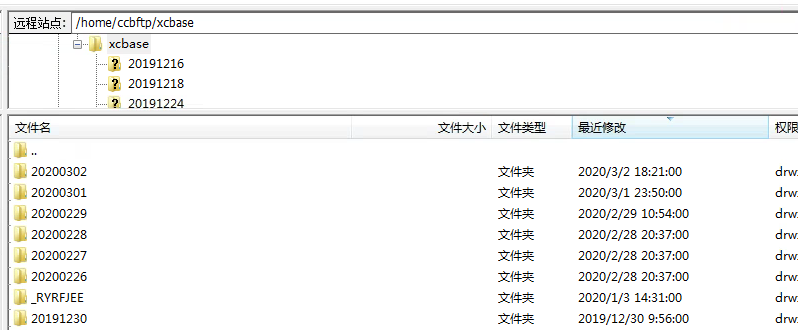 远程站点: /home/ccbftp/xcbase
xcbase
20191216
20191218
20191224
文件名 文件大小 文件类型 最近修改 权限
..
20200302 文件夹 2020/3/2 18:21:00 drw
20200301 文件夹 2020/3/1 23:50:00 drw
20200229 文件夹 2020/2/29 10:54:00 drw
20200228 文件夹 2020/2/28 20:37:00 drw
20200227 文件夹 2020/2/28 20:37:00 drw
20200226 文件夹 2020/2/28 20:37:00 drw
_RYRFJEE 文件夹 2020/1/3 14:31:00 drw
20191230 文件夹 2019/12/30 9:56:00 drw